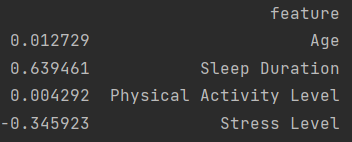 feature
0.012729 Age
0.639461 Sleep Duration
0.004292 Physical Activity Level
-0.345923 Stress Level